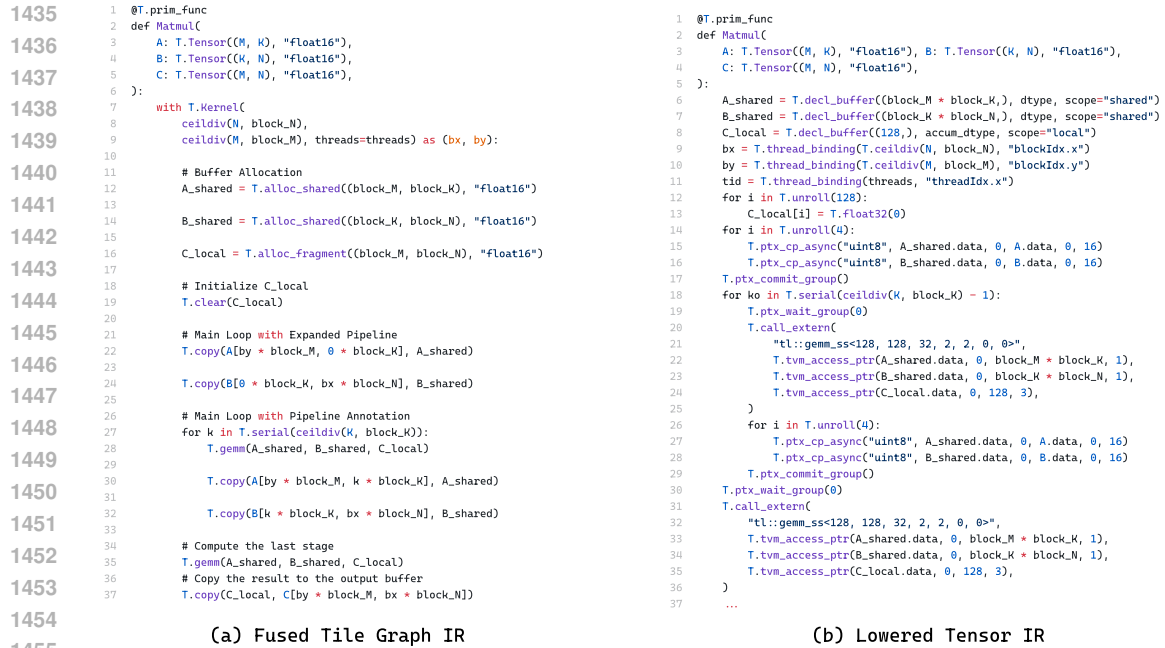 1435
1436
1437
1438
1439
1440
1441
1442
1443
1444
1445
1446
1447
1448
1449
1450
1451
1452
1453
1454
1 @T.prim_func
2 def Matmul(
3     A: T.Tensor((M, K), "float16"),
4     B: T.Tensor((K, N), "float16"),
5     C: T.Tensor((M, N), "float16"),
6 ):
7     with T.Kernel(
8         ceildiv(N, block_N),
9         ceildiv(M, block_M), threads=threads) as (bx, by):
10
11         # Buffer Allocation
12         A_shared = T.alloc_shared((block_M, block_K), "float16")
13
14         B_shared = T.alloc_shared((block_K, block_N), "float16")
15
16         C_local = T.alloc_fragment((block_M, block_N), "float16")
17
18         # Initialize C_local
19         T.clear(C_local)
20
21         # Main Loop with Expanded Pipeline
22         T.copy(A[by * block_M, 0 * block_K], A_shared)
23
24         T.copy(B[0 * block_K, bx * block_N], B_shared)
25
26         # Main Loop with Pipeline Annotation
27         for k in T.serial(ceildiv(K, block_K)):
28             T.gemm(A_shared, B_shared, C_local)
29
30             T.copy(A[by * block_M, k * block_K], A_shared)
31
32             T.copy(B[k * block_K, bx * block_N], B_shared)
33
34         # Compute the last stage
35         T.gemm(A_shared, B_shared, C_local)
36         # Copy the result to the output buffer
37         T.copy(C_local, C[by * block_M, bx * block_N])
(a) Fused Tile Graph IR
1 @T.prim_func
2 def Matmul(
3     A: T.Tensor((M, K), "float16"), B: T.Tensor((K, N), "float16"),
4     C: T.Tensor((M, N), "float16"),
5 ):
6     A_shared = T.decl_buffer((block_M * block_K,), dtype, scope="shared")
7     B_shared = T.decl_buffer((block_K * block_N,), dtype, scope="shared")
8     C_local = T.decl_buffer((128,), accum_dtype, scope="local")
9     bx = T.thread_binding(T.ceildiv(N, block_N), "blockIdx.x")
10     by = T.thread_binding(T.ceildiv(M, block_M), "blockIdx.y")
11     tid = T.thread_binding(threads, "threadIdx.x")
12     for i in T.unroll(128):
13         C_local[i] = T.float32(0)
14     for i in T.unroll(4):
15         T.ptx_cp_async("uint8", A_shared.data, 0, A.data, 0, 16)
16         T.ptx_cp_async("uint8", B_shared.data, 0, B.data, 0, 16)
17     T.ptx_commit_group()
18     for ko in T.serial(ceildiv(K, block_K) - 1):
19         T.ptx_wait_group(0)
20         T.call_extern(
21             "tl::gemm_ss<128, 128, 32, 2, 2, 0, 0>",
22             T.tvm_access_ptr(A_shared.data, 0, block_M * block_K, 1),
23             T.tvm_access_ptr(B_shared.data, 0, block_K * block_N, 1),
24             T.tvm_access_ptr(C_local.data, 0, 128, 3),
25         )
26         for i in T.unroll(4):
27             T.ptx_cp_async("uint8", A_shared.data, 0, A.data, 0, 16)
28             T.ptx_cp_async("uint8", B_shared.data, 0, B.data, 0, 16)
29         T.ptx_commit_group()
30     T.ptx_wait_group(0)
31     T.call_extern(
32         "tl::gemm_ss<128, 128, 32, 2, 2, 0, 0>",
33         T.tvm_access_ptr(A_shared.data, 0, block_M * block_K, 1),
34         T.tvm_access_ptr(B_shared.data, 0, block_K * block_N, 1),
35         T.tvm_access_ptr(C_local.data, 0, 128, 3),
36     )
37     ...
(b) Lowered Tensor IR